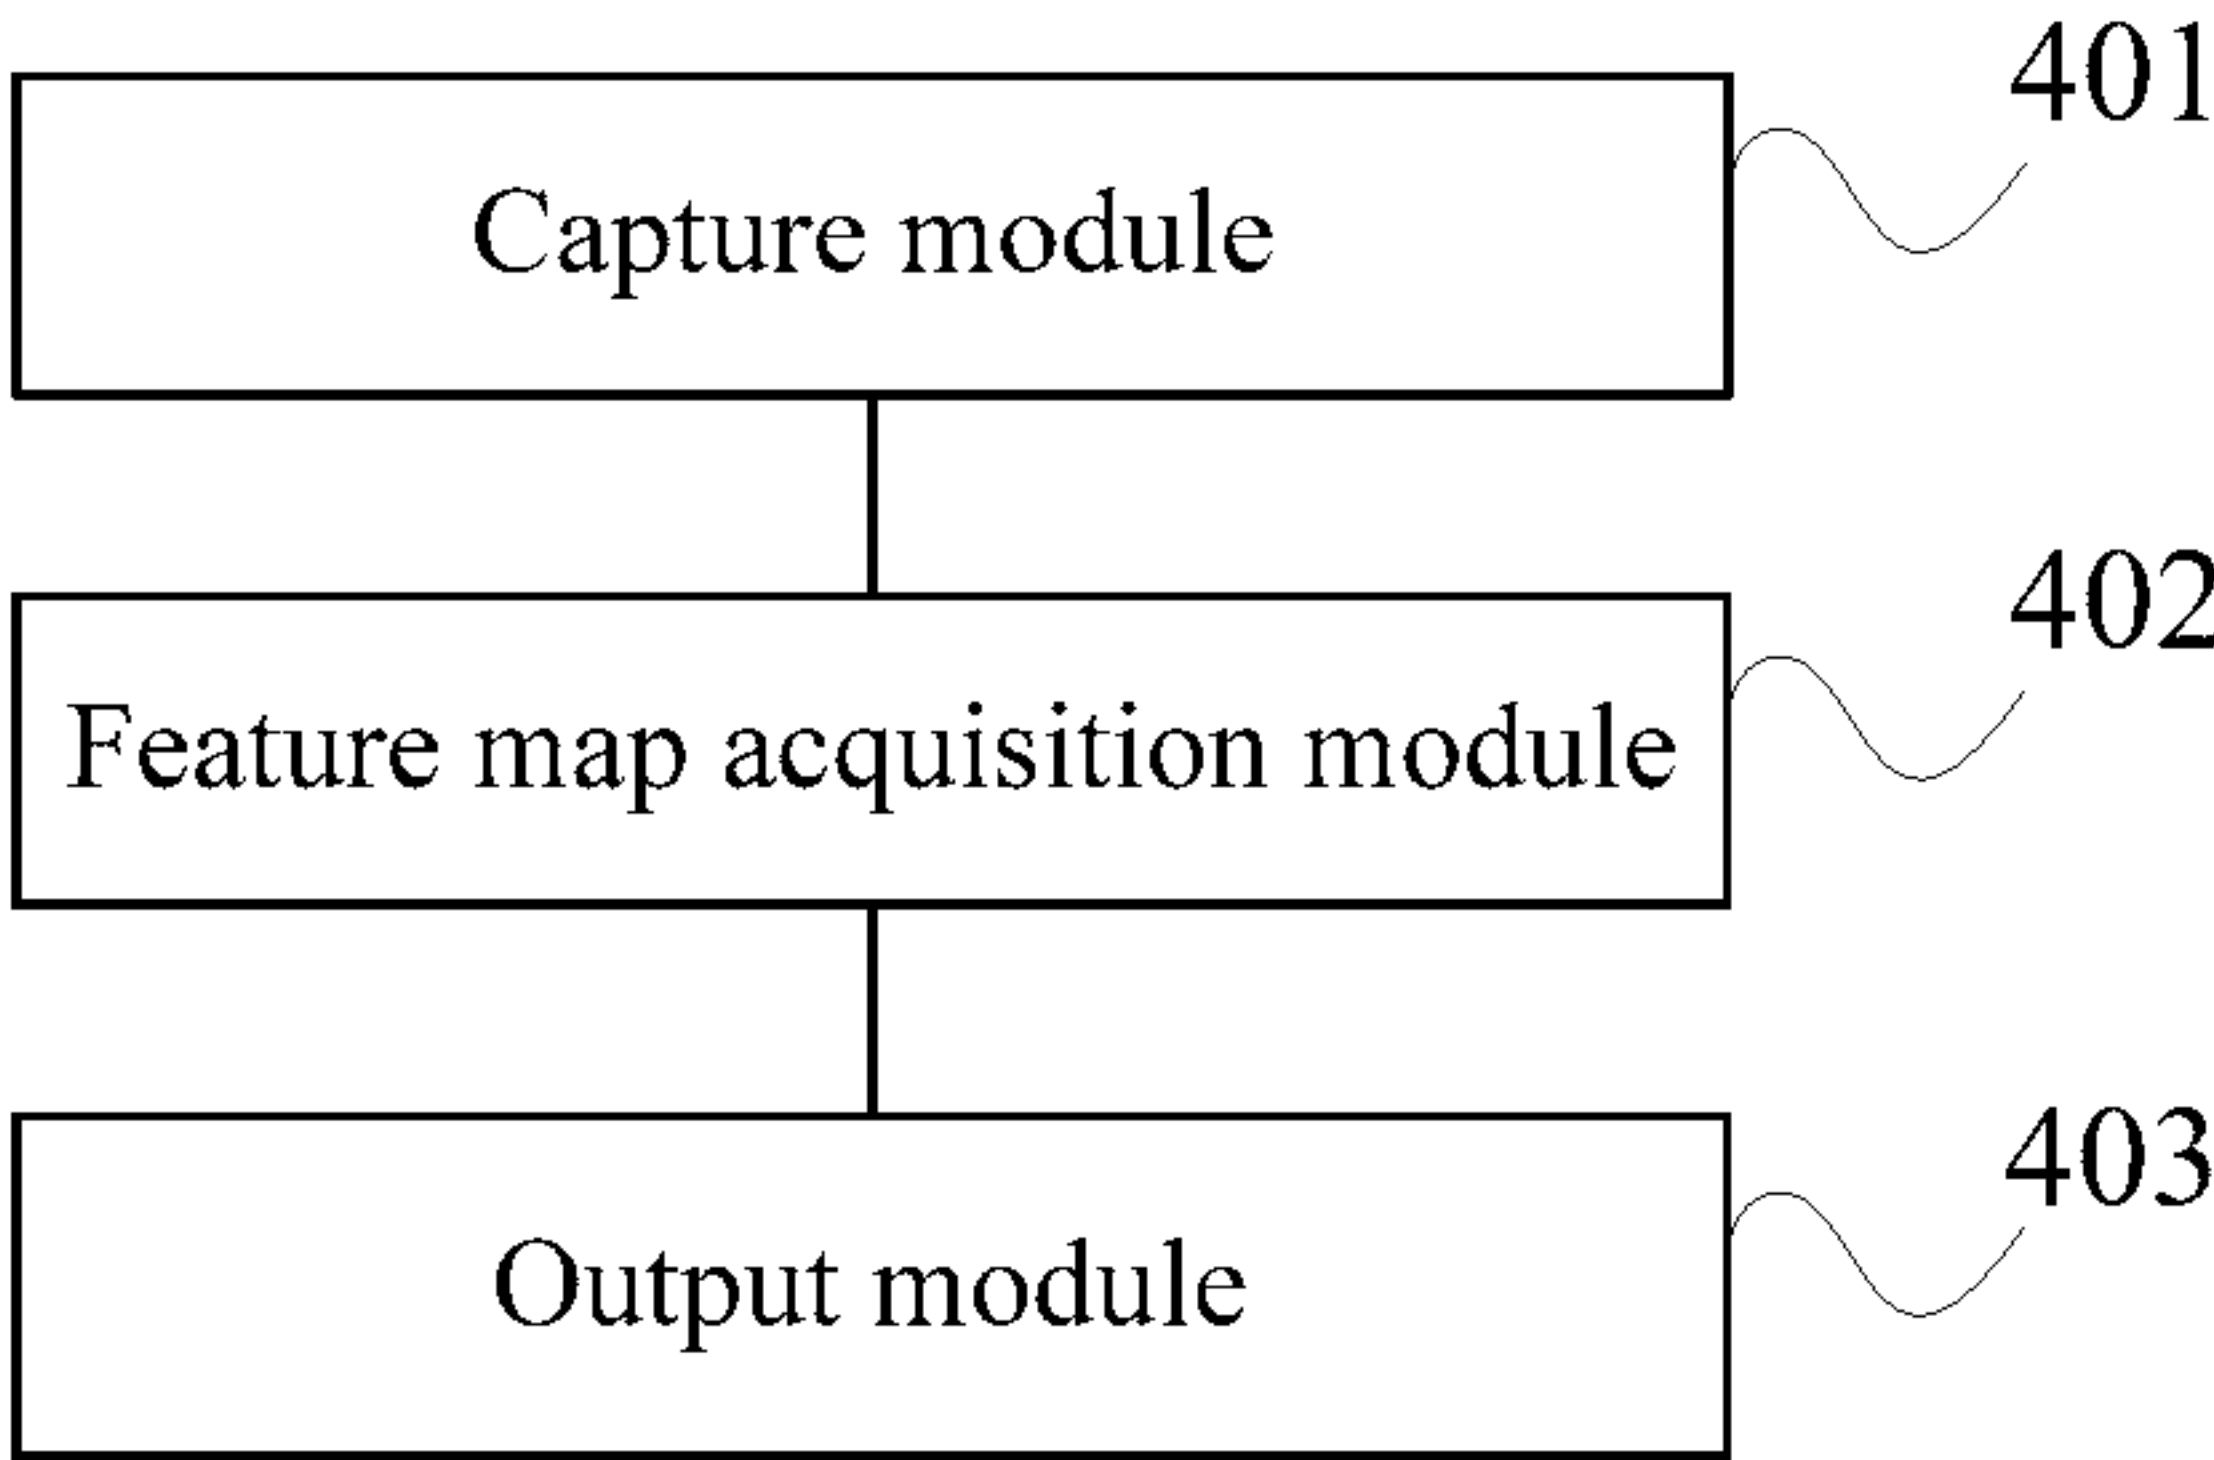 401
Capture module
402
Feature map acquisition module
403
Output module